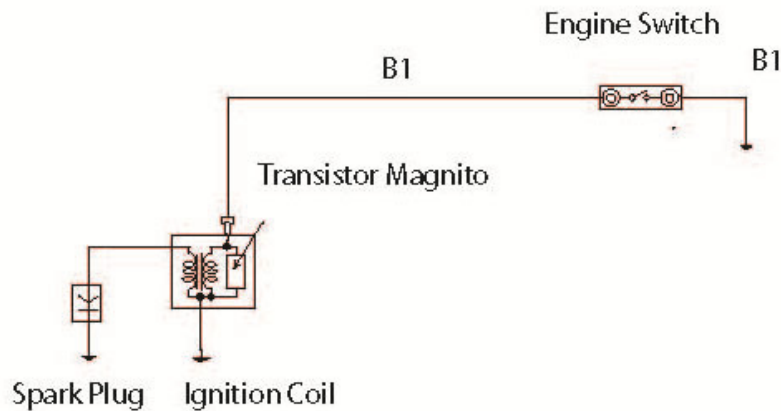 Engine Switch
B1
B1
Transistor Magnito
Spark Plug
Ignition Coil